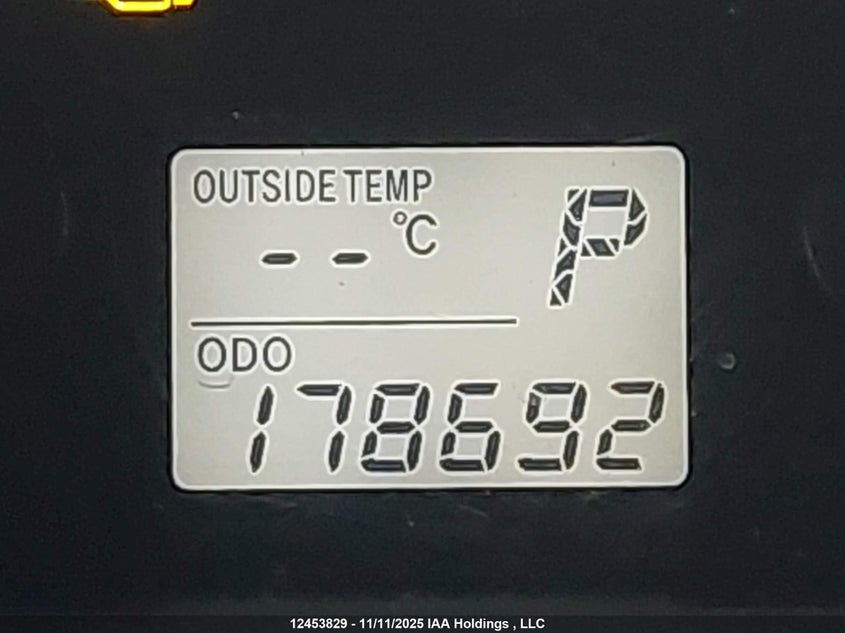 OUTSIDE TEMP
-- °C P
ODO
178692
12453829 - 11/11/2025 IAA Holdings , LLC